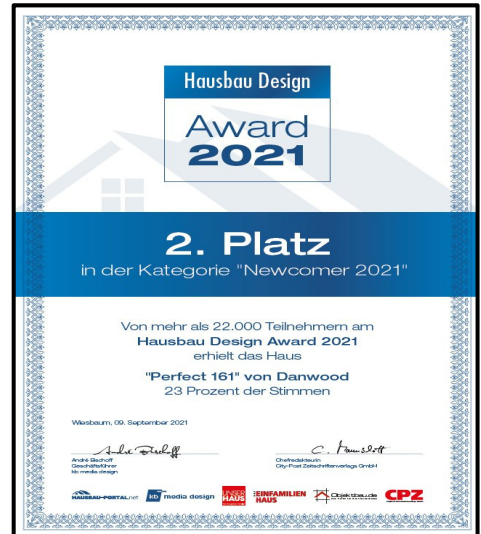 Hausbau Design
Award
2021
2. Platz
in der Kategorie "Newcomer 2021"
Von mehr als 22.000 Teilnehmern am
Hausbau Design Award 2021
erhielt das Haus
"Perfect 161" von Danwood
23 Prozent der Stimmen
Wiesbaum, 09. September 2021
André Bischoff
Geschäftsführer
kb media design
Chefredakteurin
City-Post Zeitschriftenverlags GmbH
HAUSBAU-PORTAL.net
kb media design
UNSER
HAUS
EINFAMILIEN
HAUS
Objektbau.de
CPZ